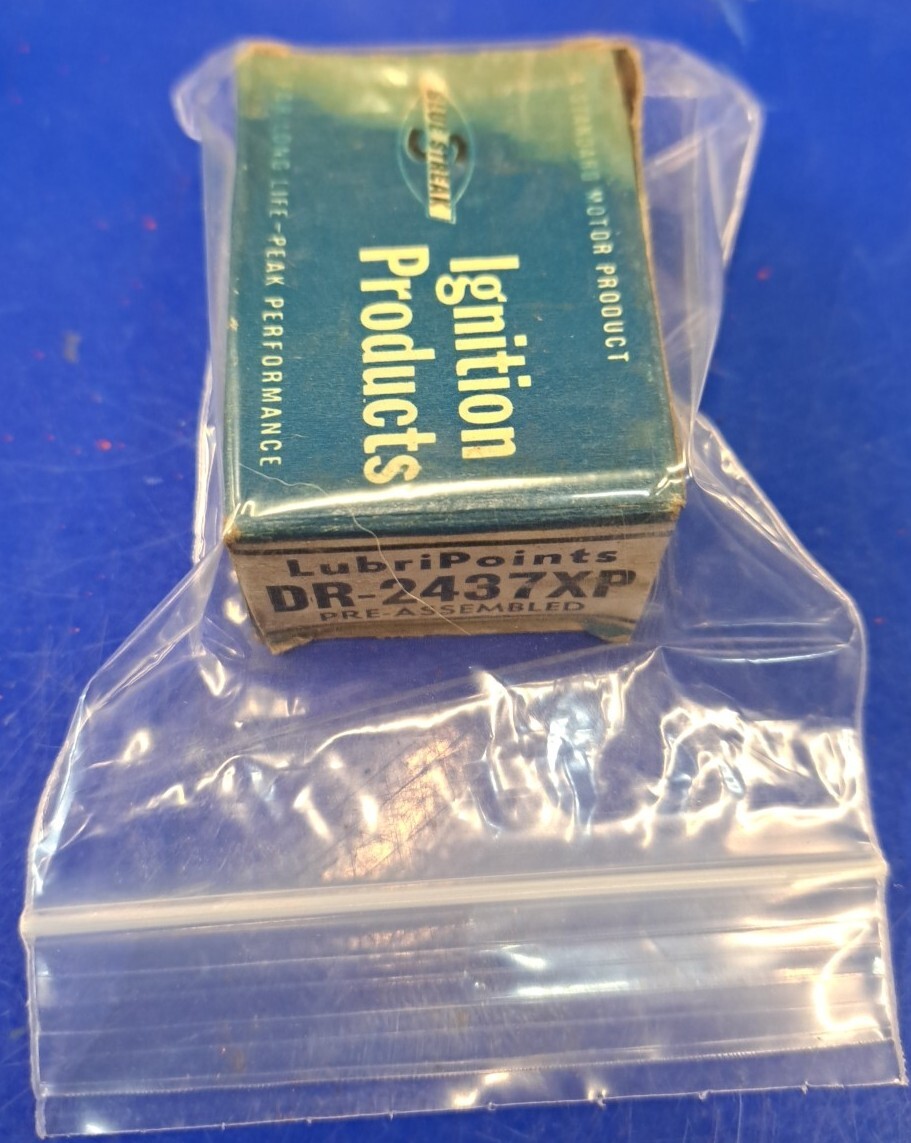 A STANDARD MOTOR PRODUCT
BLUE STREAK
S
Ignition
Products
LONG LIFE-PEAK PERFORMANCE
LubriPoints
DR-2437XP
PRE-ASSEMBLED